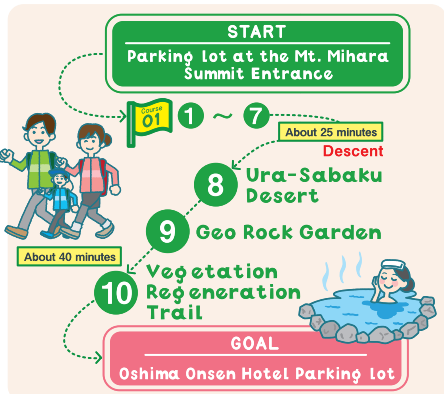 START
Parking lot at the Mt. Mihara
Summit Entrance
Course
01
1 ~ 7
About 25 minutes
Descent
8 Ura-Sabaku
Desert
9 Geo Rock Garden
About 40 minutes
10 Vegetation
Regeneration
Trail
GOAL
Oshima Onsen Hotel Parking lot